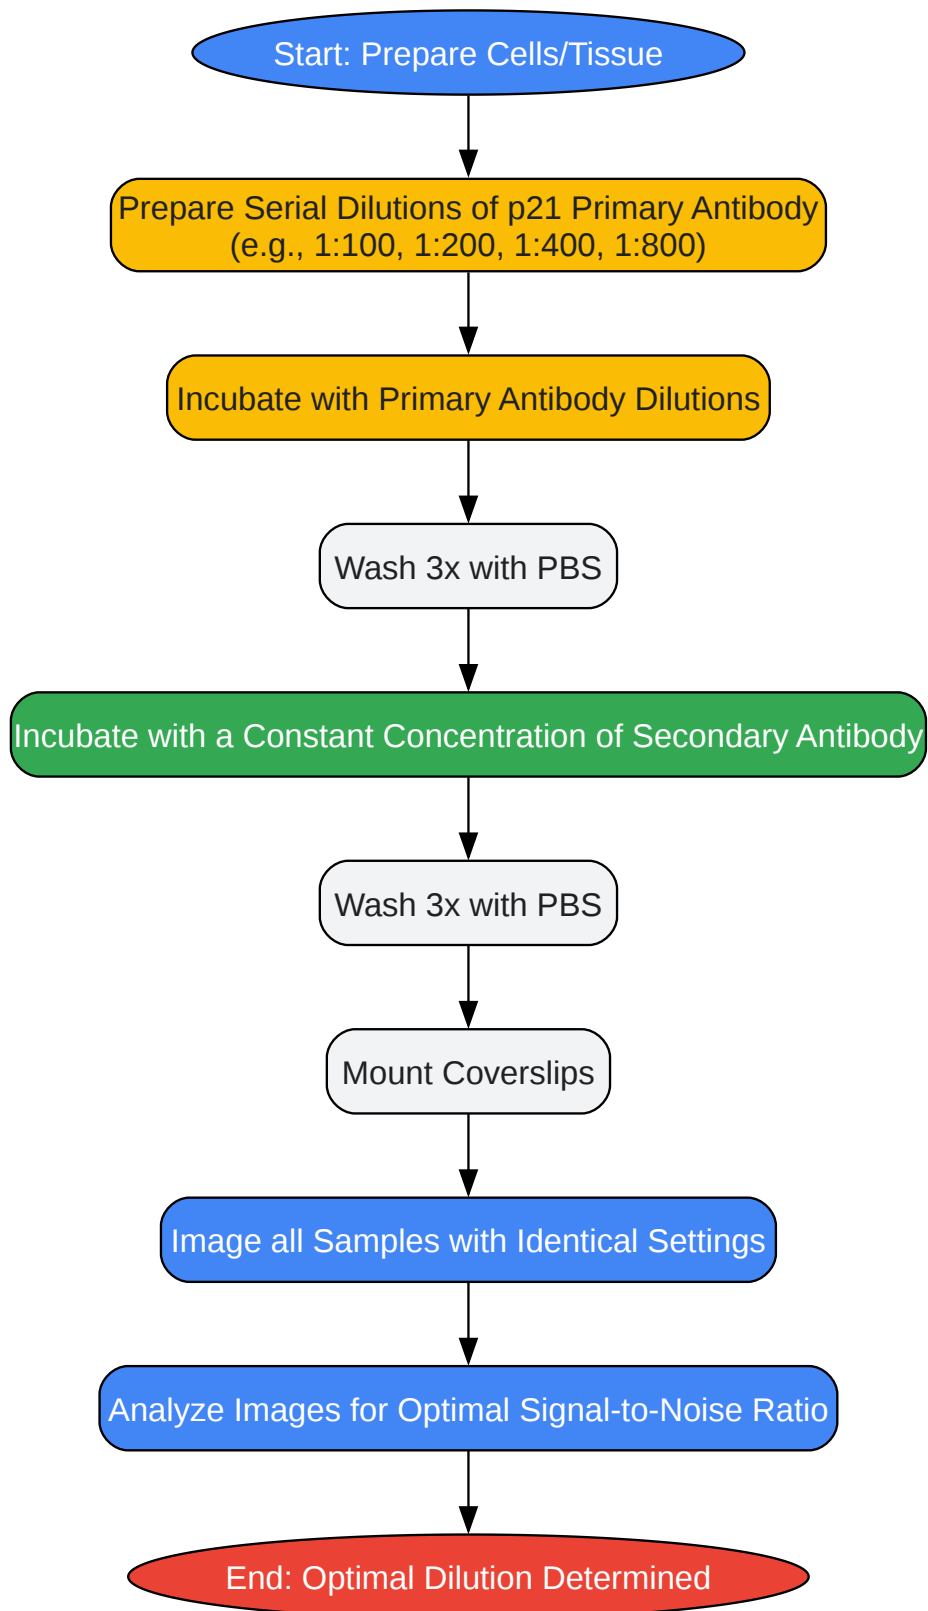 Start: Prepare Cells/Tissue
Prepare Serial Dilutions of p21 Primary Antibody
(e.g., 1:100, 1:200, 1:400, 1:800)
Incubate with Primary Antibody Dilutions
Wash 3x with PBS
Incubate with a Constant Concentration of Secondary Antibody
Wash 3x with PBS
Mount Coverslips
Image all Samples with Identical Settings
Analyze Images for Optimal Signal-to-Noise Ratio
End: Optimal Dilution Determined